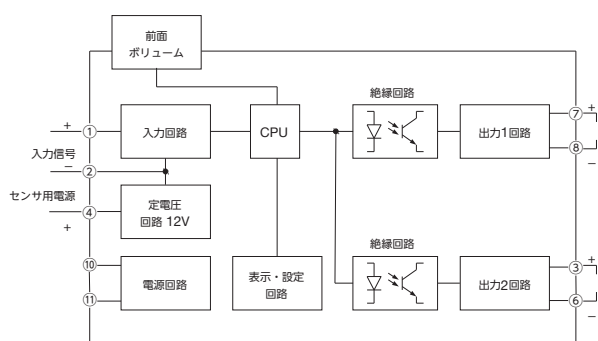 前面
ボリューム
絶縁回路
⑦
+
+
①
入力回路
CPU
出力1回路
入力信号
⑧
−
②
−
センサ用電源
④
定電圧
回路 12V
+
絶縁回路
⑩
電源回路
表示・設定
回路
出力2回路
③
+
⑪
⑥
−